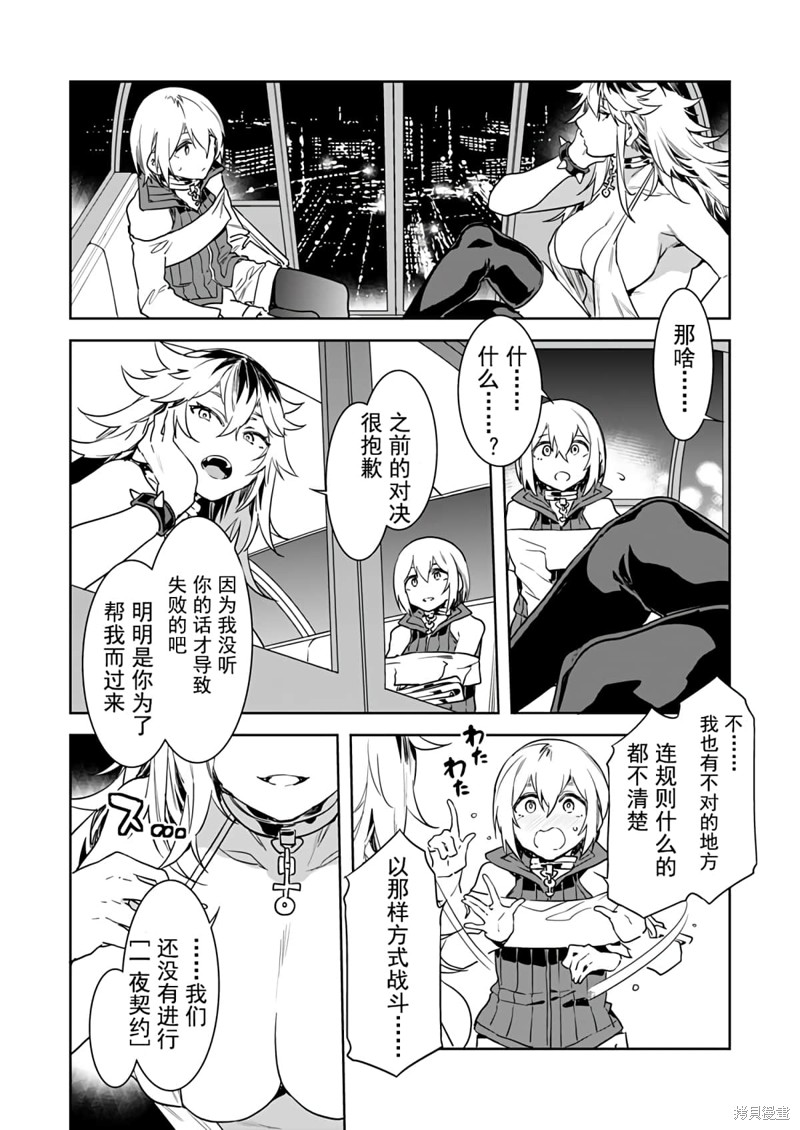 那啥……
什……
什么……？
之前的对决
很抱歉
因为我没听
你的话才导致
失败的吧
明明是你为了
帮我而过来
不……
我也有不对的地方
连规则什么的
都不清楚
わた
わた
以那样方式战斗……
ス…
……我们
还没有进行
[一夜契约]
拷贝漫畫